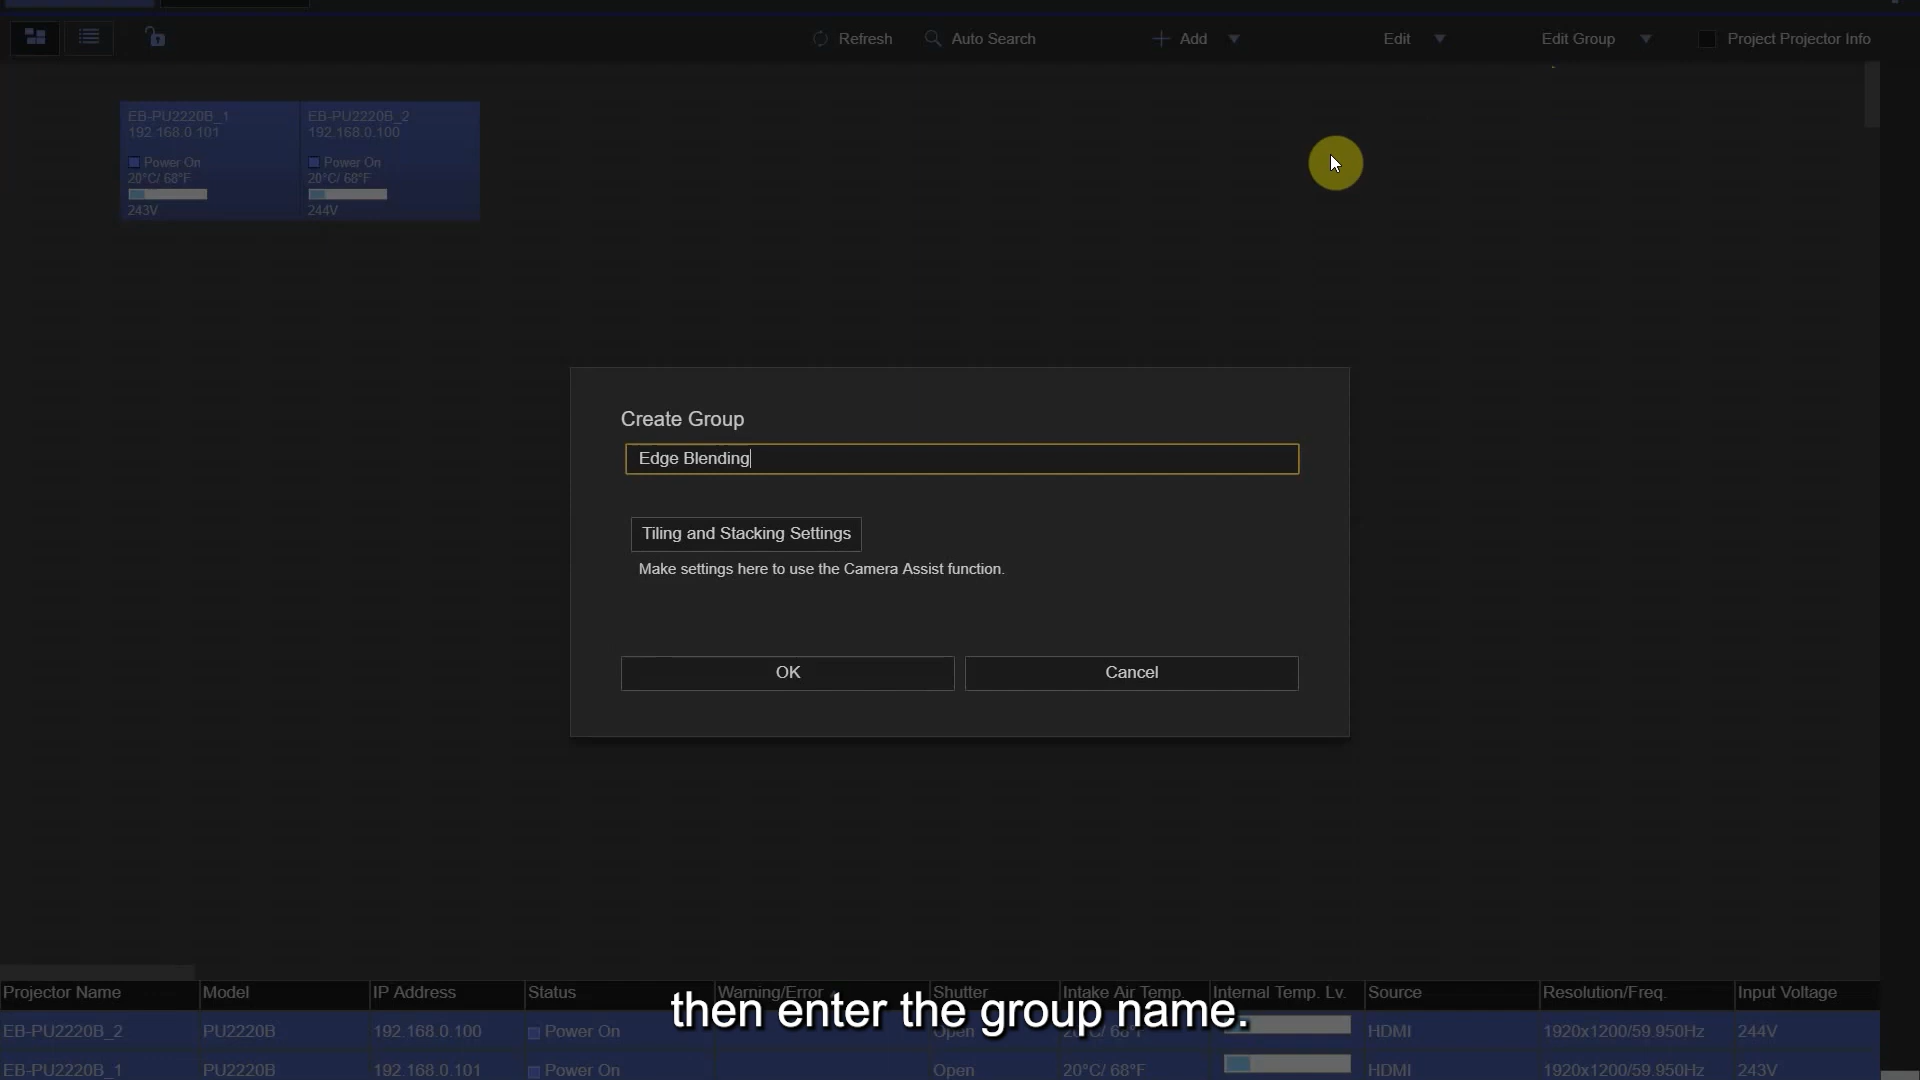 Refresh
Auto Search
Add
Edit
Edit Group
Project Projector Info
EB-PU2220B_1
192.168.0.101
Power On
20°C/ 68°F
243V
EB-PU2220B_2
192.168.0.100
Power On
20°C/ 68°F
244V
Create Group
Edge Blending
Tiling and Stacking Settings
Make settings here to use the Camera Assist function.
OK
Cancel
Projector Name Model IP Address Status Warning/Error Shutter Intake Air Temp. Internal Temp. Lv. Source Resolution/Freq. Input Voltage
then enter the group name.
EB-PU2220B_2 PU2220B 192.168.0.100 Power On Open 20°C/ 68°F HDMI 1920x1200/59.950Hz 244V
EB-PU2220B_1 PU2220B 192.168.0.101 Power On Open 20°C/ 68°F HDMI 1920x1200/59.950Hz 243V